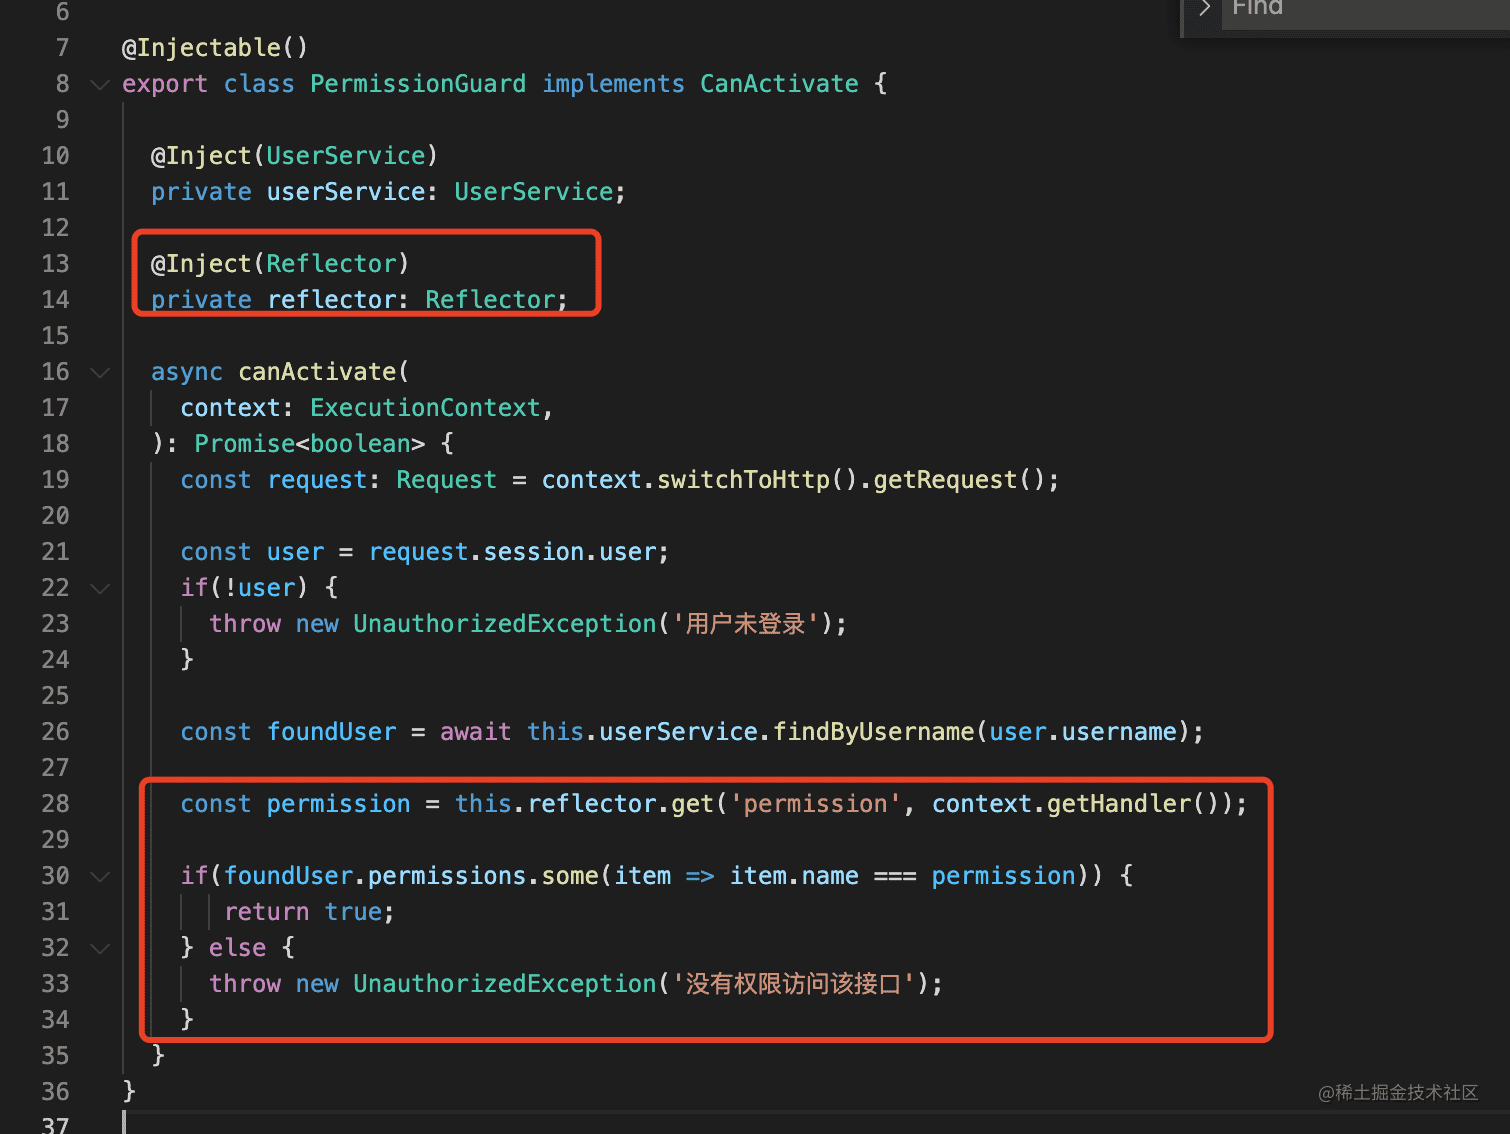 Find
6
7 @Injectable()
8 export class PermissionGuard implements CanActivate {
9
10 @Inject(UserService)
11 private userService: UserService;
12
13 @Inject(Reflector)
14 private reflector: Reflector;
15
16 async canActivate(
17 context: ExecutionContext,
18 ): Promise<boolean> {
19 const request: Request = context.switchToHttp().getRequest();
20
21 const user = request.session.user;
22 if(!user) {
23 throw new UnauthorizedException('用户未登录');
24 }
25
26 const foundUser = await this.userService.findByUsername(user.username);
27
28 const permission = this.reflector.get('permission', context.getHandler());
29
30 if(foundUser.permissions.some(item => item.name === permission)) {
31 return true;
32 } else {
33 throw new UnauthorizedException('没有权限访问该接口');
34 }
35 }
36 }
37
@稀土掘金技术社区